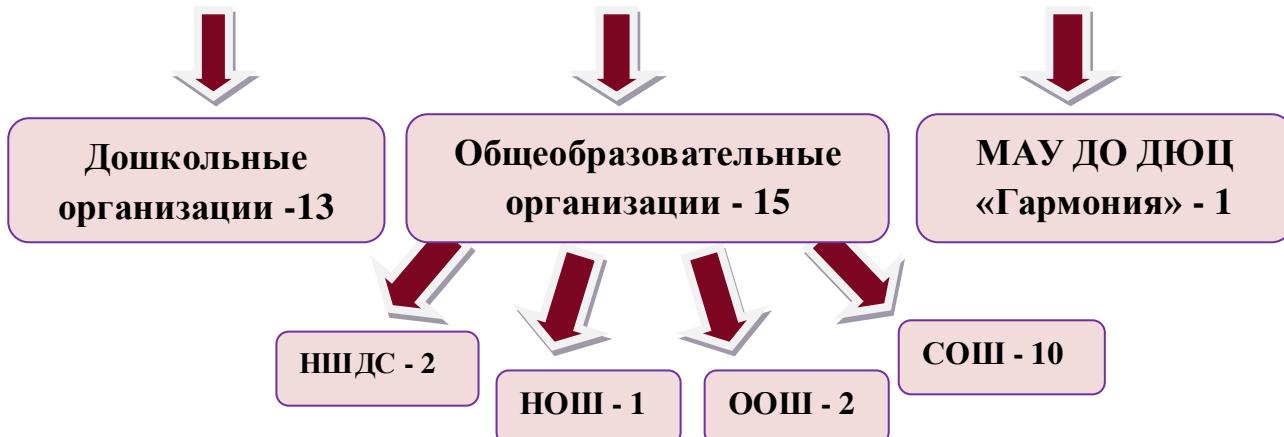 Дошкольные
организации -13
Общеобразовательные
организации - 15
МАУ ДО ДЮЦ
«Гармония» - 1
НШДС - 2
НОШ - 1
ООШ - 2
СОШ - 10